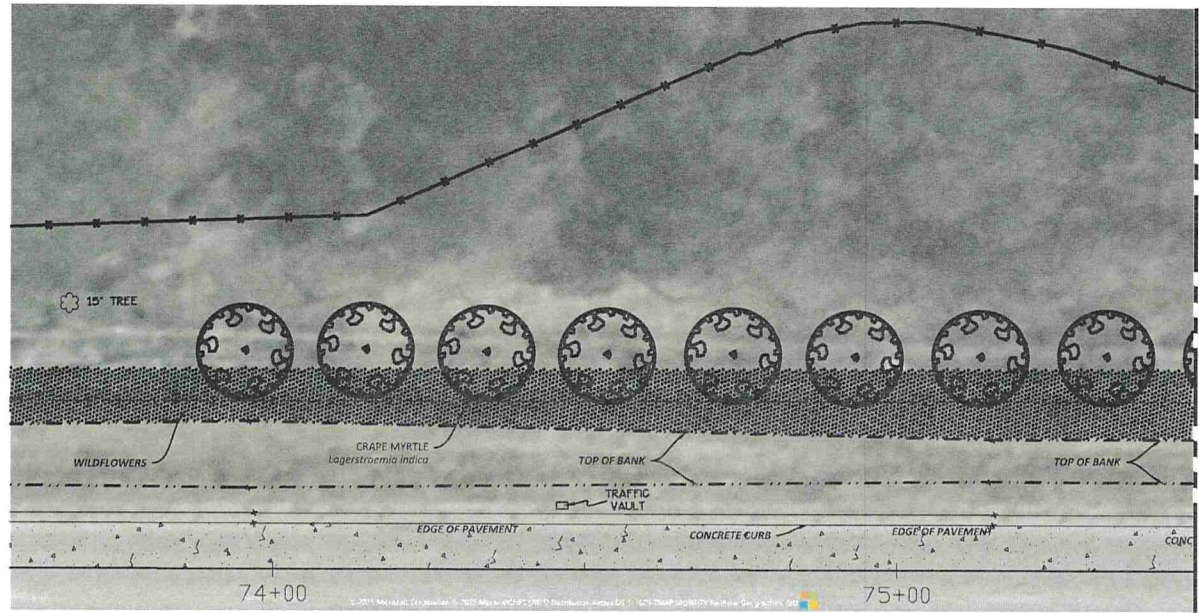 15" TREE
WILDFLOWERS
CRAPE MYRTLE
Lagerstroemia indica
TOP OF BANK
TOP OF BANK
TRAFFIC
VAULT
EDGE OF PAVEMENT
CONCRETE CURB
EDGE OF PAVEMENT
CONC
74+00
75+00